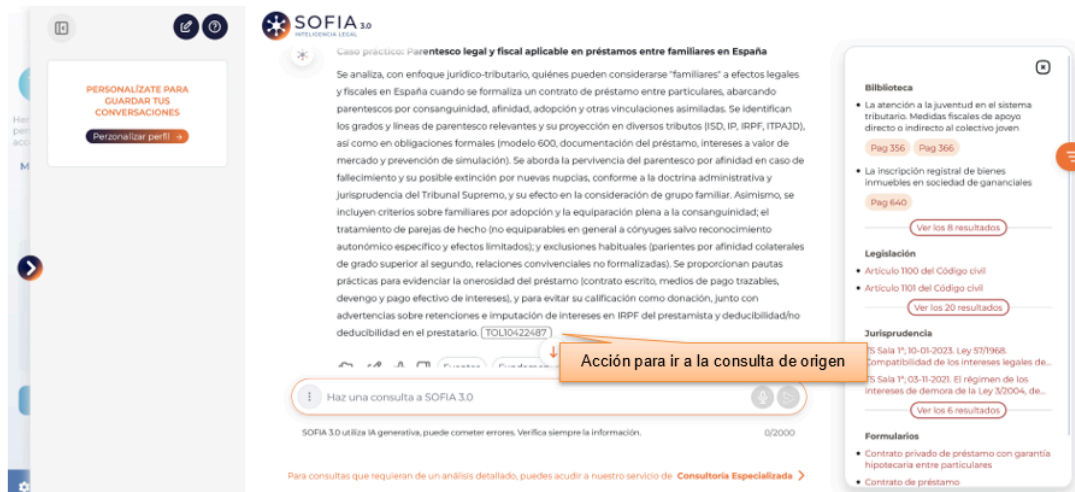 SOFIA 3.0
INTELIGENCIA LEGAL
PERSONALÍZATE PARA
GUARDAR TUS
CONVERSACIONES
Perzonalizar perfil →
Caso práctico: Parentesco legal y fiscal aplicable en préstamos entre familiares en España
Se analiza, con enfoque jurídico-tributario, quiénes pueden considerarse "familiares" a efectos legales
y fiscales en España cuando se formaliza un contrato de préstamo entre particulares, abarcando
parentescos por consanguinidad, afinidad, adopción y otras vinculaciones asimiladas. Se identifican
los grados y líneas de parentesco relevantes y su proyección en diversos tributos (ISD, IP, IRPF, ITPAJD),
así como en obligaciones formales (modelo 600, documentación del préstamo, intereses a valor de
mercado y prevención de simulación). Se aborda la pervivencia del parentesco por afinidad en caso de
fallecimiento y su posible extinción por nuevas nupcias, conforme a la doctrina administrativa y
jurisprudencia del Tribunal Supremo, y su efecto en la consideración de grupo familiar. Asimismo, se
incluyen criterios sobre familiares por adopción y la equiparación plena a la consanguinidad; el
tratamiento de parejas de hecho (no equiparables en general a cónyuges salvo reconocimiento
autonómico específico y efectos limitados); y exclusiones habituales (parientes por afinidad colaterales
de grado superior al segundo, relaciones convivenciales no formalizadas). Se proporcionan pautas
prácticas para evidenciar la onerosidad del préstamo (contrato escrito, medios de pago trazables,
devengo y pago efectivo de intereses), y para evitar su calificación como donación, junto con
advertencias sobre retenciones e imputación de intereses en IRPF del prestamista y deducibilidad/no
deducibilidad en el prestatario. TOL10422487
Acción para ir a la consulta de origen
Haz una consulta a SOFIA 3.0
SOFIA 3.0 utiliza IA generativa, puede cometer errores. Verifica siempre la información.
0/2000
Para consultas que requieran de un análisis detallado, puedes acudir a nuestro servicio de Consultoría Especializada
Bilblioteca
La atención a la juventud en el sistema
tributario. Medidas fiscales de apoyo
directo o indirecto al colectivo joven
Pag 356 Pag 366
La inscripción registral de bienes
inmuebles en sociedad de gananciales
Pag 640
Ver los 8 resultados
Legislación
Artículo 1100 del Código civil
Artículo 1101 del Código civil
Ver los 20 resultados
Jurisprudencia
TS Sala 1ª; 10-01-2023. Ley 57/1968.
Compatibilidad de los intereses legales de...
TS Sala 1ª; 03-11-2021. El régimen de los
intereses de demora de la Ley 3/2004, de...
Ver los 6 resultados
Formularios
Contrato privado de préstamo con garantía
hipotecaria entre particulares
Contrato de préstamo